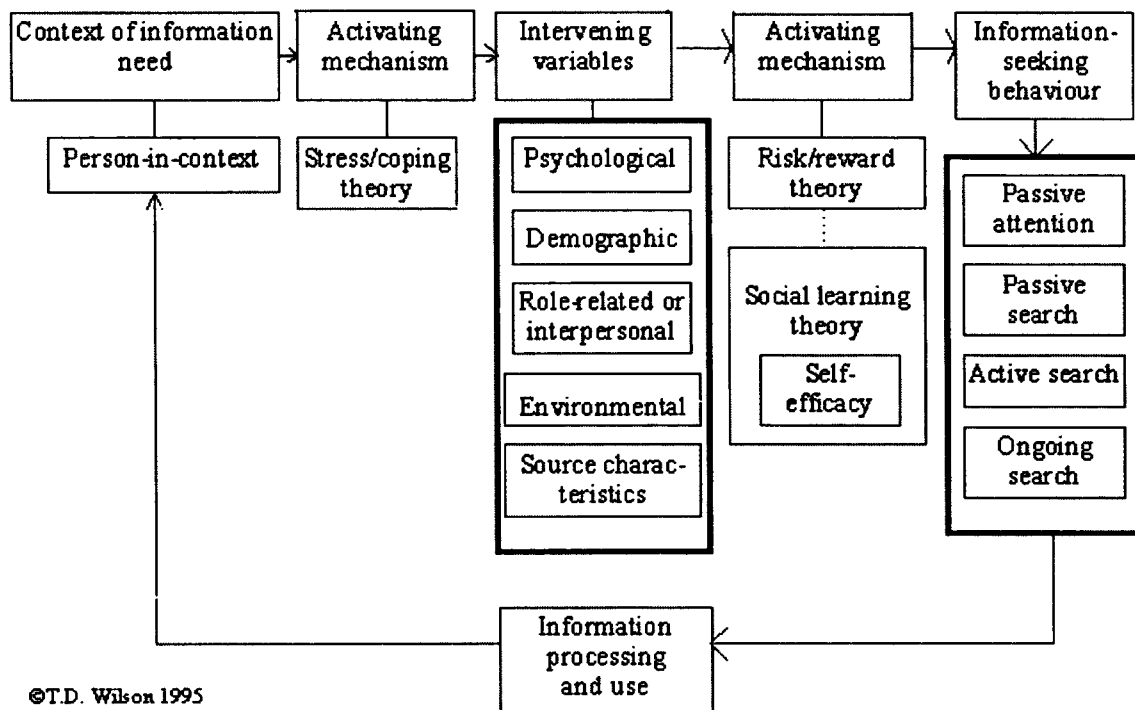 Context of information
need
Activating
mechanism
Intervening
variables
Activating
mechanism
Information-
seeking
behaviour
Person-in-context
Stress/coping
theory
Psychological
Demographic
Role-related or
interpersonal
Environmental
Source charac-
teristics
Risk/reward
theory
Social learning
theory
Self-
efficacy
Passive
attention
Passive
search
Active search
Ongoing
search
Information
processing
and use
©T.D. Wilson 1995